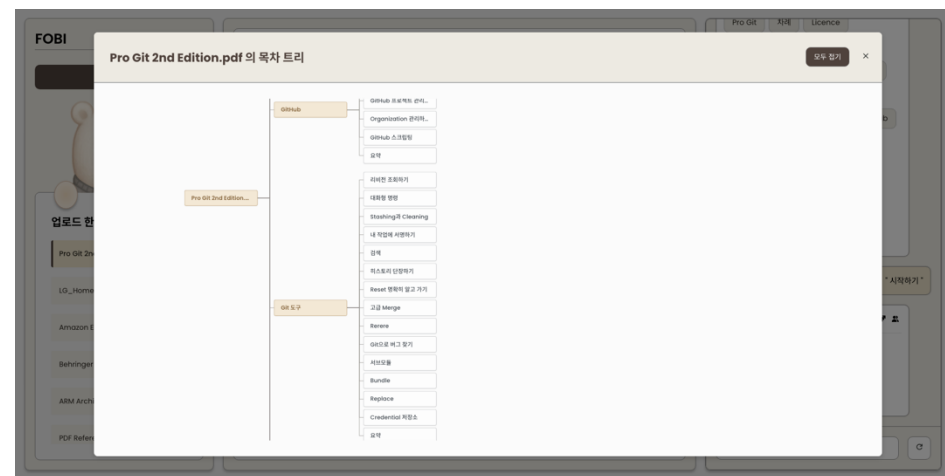 Pro Git
차례
Licence
FOBI
Pro Git 2nd Edition.pdf 의 목차 트리
모두 접기
×
GitHub
GitHub 프로젝트 관리...
Organization 관리하...
GitHub 스크립팅
요약
Pro Git 2nd Edition....
리비전 조회하기
대화형 명령
Stashing과 Cleaning
내 작업에 서명하기
검색
히스토리 단장하기
Reset 명확히 알고 가기
Git 도구
고급 Merge
Rerere
Git으로 버그 찾기
서브모듈
Bundle
Replace
Credential 저장소
요약
업로드 한
Pro Git 2n
LG_Home
Amazon E
Behringer
ARM Archi
PDF Refere
b
"시작하기"